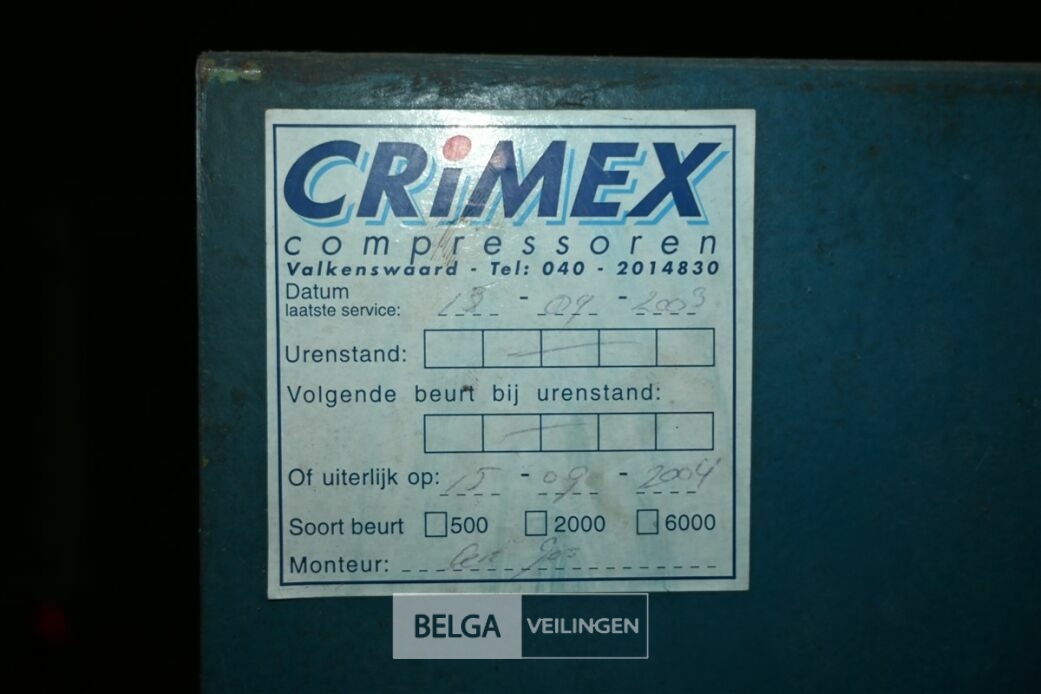 CRiMEX
compressoren
Valkenswaard - Tel: 040 - 2014830
Datum
laatste service: 13 - 09 - 2003
Urenstand: —
Volgende beurt bij urenstand:
—
Of uiterlijk op: 15 - 09 - 2004
Soort beurt 500 2000 6000
Monteur:
BELGA VEILINGEN